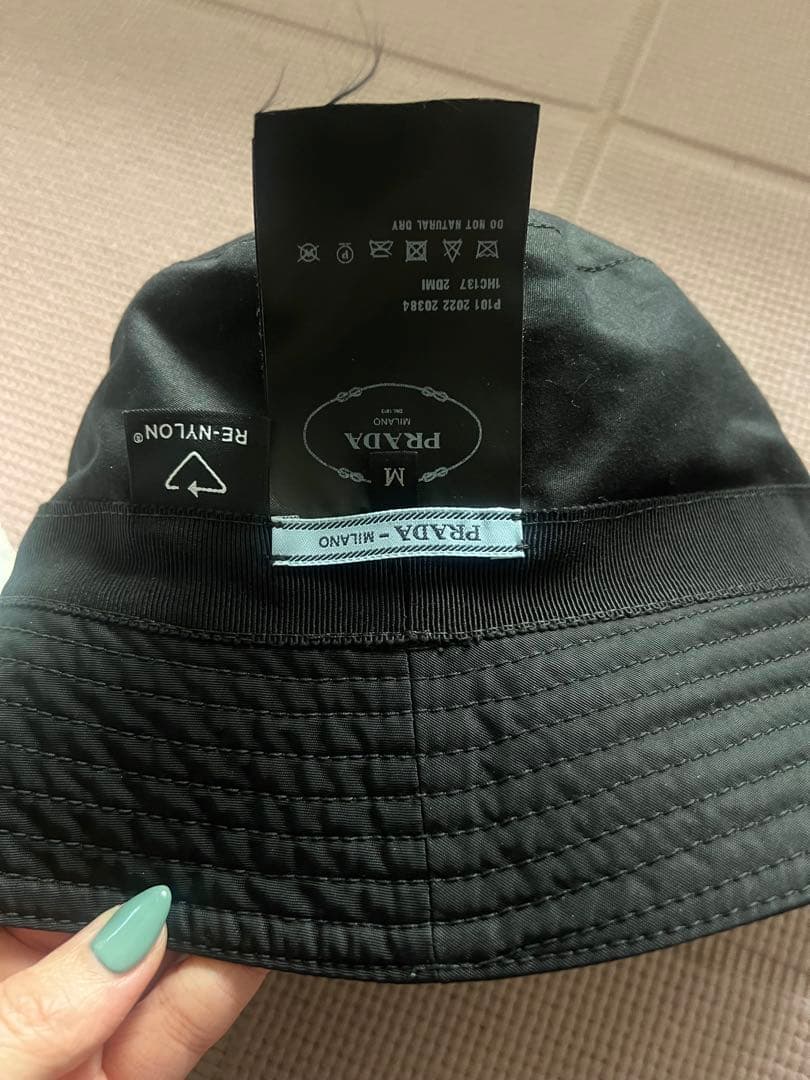 PRADA - MILANO
M
PRADA
MILANO
DAL 1913
P101 2022 20384
1HC137 2DMI
DO NOT NATURAL DRY
RE-NYLON®